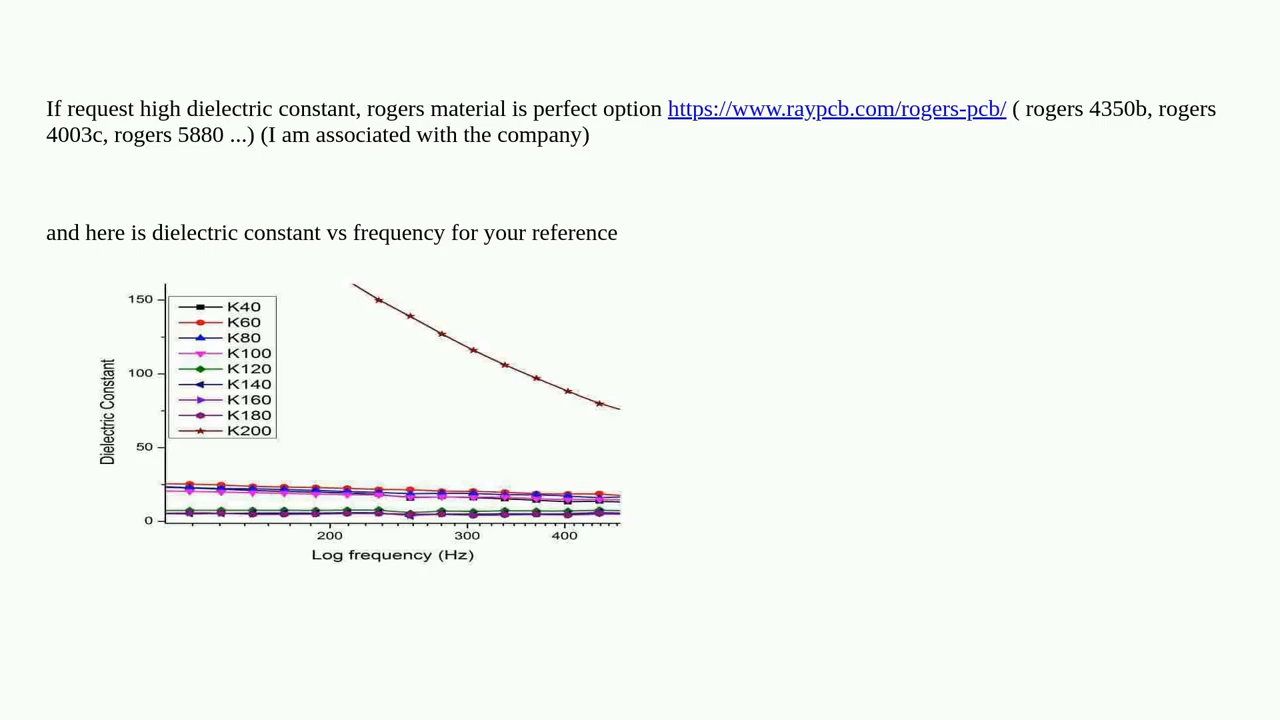 If request high dielectric constant, rogers material is perfect option https://www.raypcb.com/rogers-pcb/ ( rogers 4350b, rogers
4003c, rogers 5880 ...) (I am associated with the company)
and here is dielectric constant vs frequency for your reference
150
100
50
0
Dielectric Constant
K40
K60
K80
K100
K120
K140
K160
K180
K200
200 300 400
Log frequency (Hz)